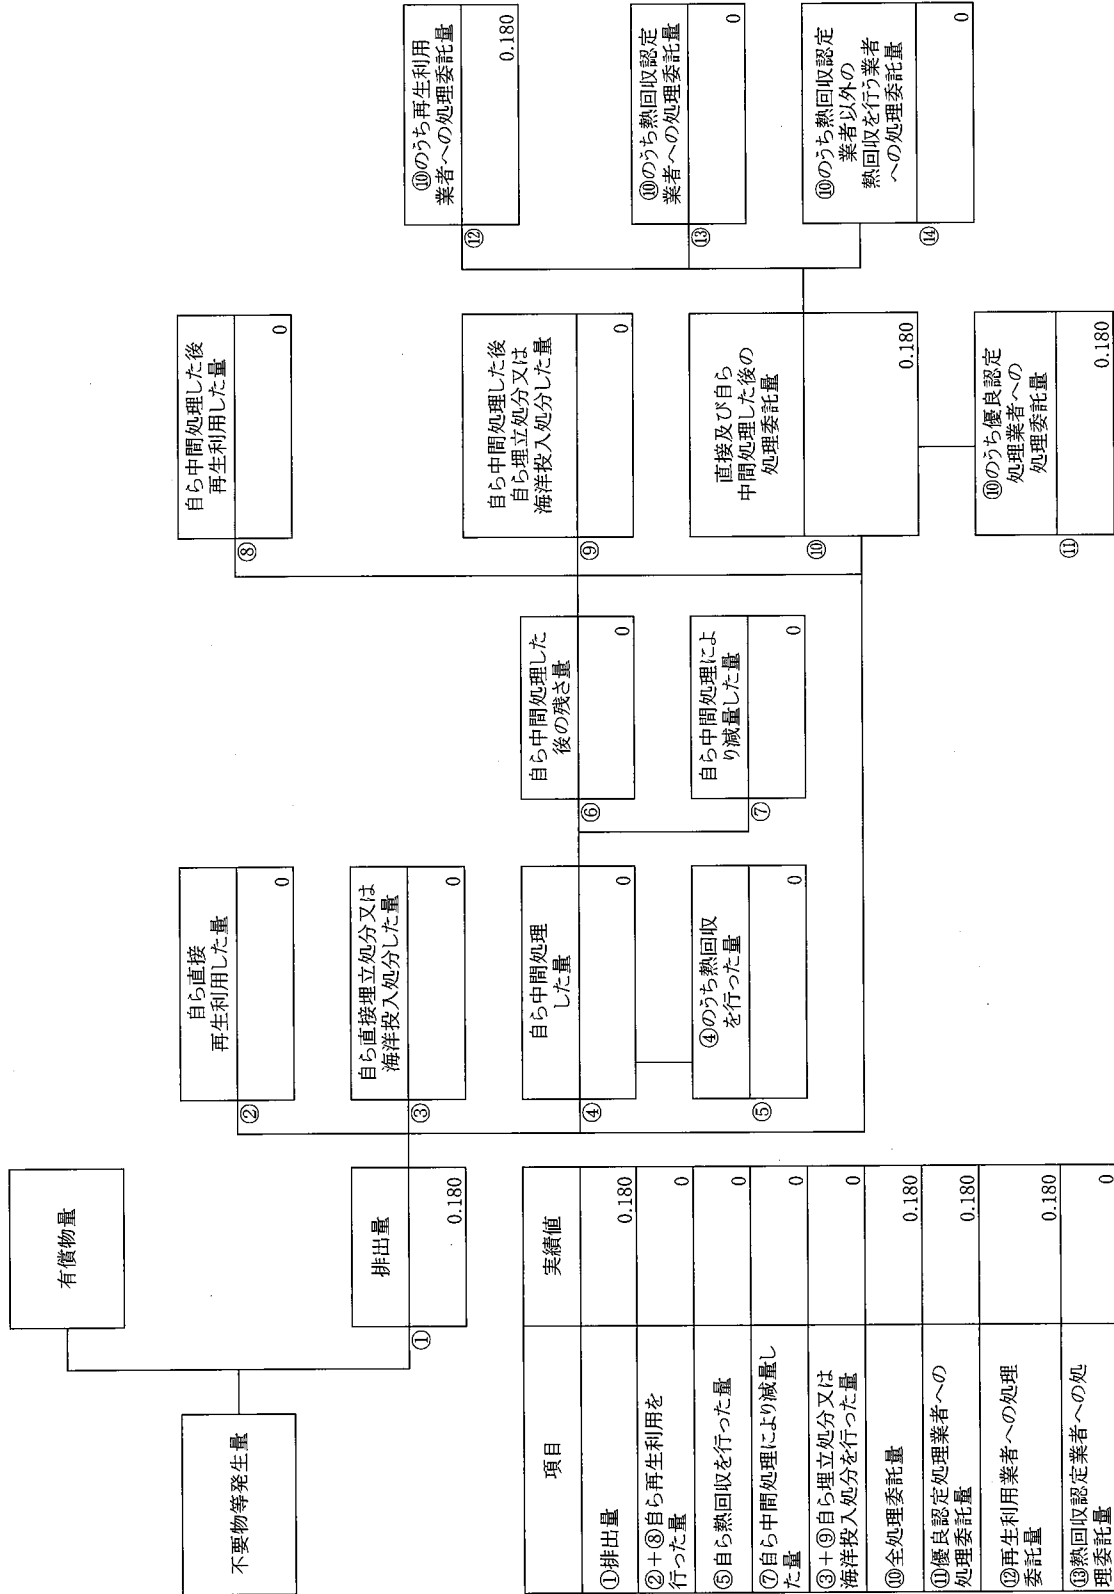 不要物等発生量
有償物量
排出量
①
0.180
自ら直接
再生利用した量
②
0
自ら直接埋立処分又は
海洋投入処分した量
③
0
自ら中間処理
した量
④
0
④のうち熱回収
を行った量
⑤
0
自ら中間処理した
後の残さ量
⑥
0
自ら中間処理によ
り減量した量
⑦
0
自ら中間処理した後
再生利用した量
⑧
0
自ら中間処理した後
自ら埋立処分又は
海洋投入処分した量
⑨
0
直接及び自ら
中間処理した後の
処理委託量
⑩
0.180
⑩のうち優良認定
処理業者への
処理委託量
⑪
0.180
⑩のうち再生利用
業者への処理委託量
⑫
0.180
⑩のうち熱回収認定
業者への処理委託量
⑬
0
⑩のうち熱回収認定
業者以外の
熱回収を行う業者
への処理委託量
⑭
0
項目
実績値
①排出量
0.180
②+⑧自ら再生利用を
行った量
0
⑤自ら熱回収を行った量
0
⑦自ら中間処理により減量し
た量
0
③+⑨自ら埋立処分又は
海洋投入処分を行った量
0
⑩全処理委託量
0.180
⑪優良認定処理業者への
処理委託量
0.180
⑫再生利用業者への処理
委託量
0.180
⑬熱回収認定業者への処
理委託量
0